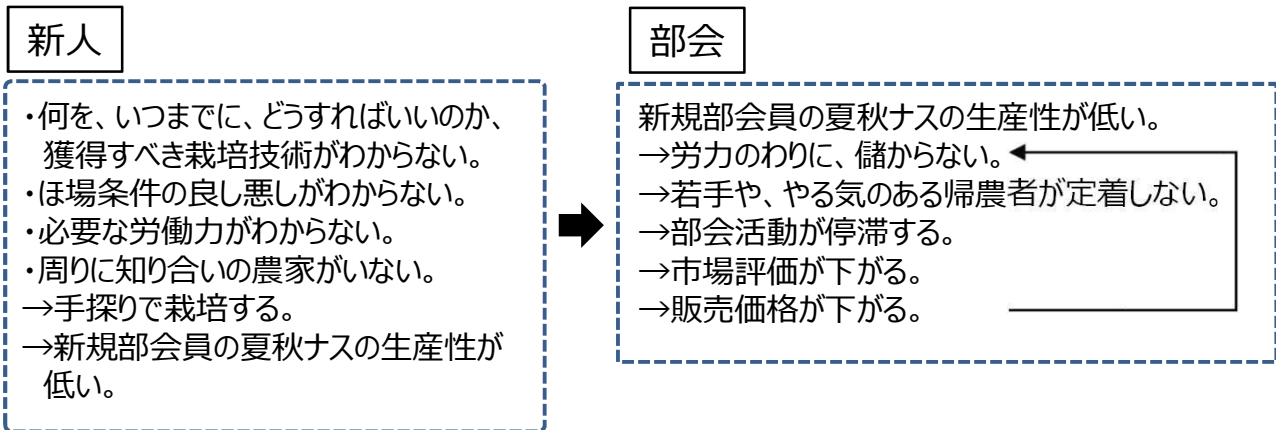 新人
・何を、いつまでに、どうすればいいのか、
獲得すべき栽培技術がわからない。
・ほ場条件の良し悪しがわからない。
・必要な労働力がわからない。
・周りに知り合いの農家がいない。
→手探りで栽培する。
→新規部会員の夏秋ナスの生産性が
低い。
部会
新規部会員の夏秋ナスの生産性が低い。
→労力のわりに、儲からない。
→若手や、やる気のある帰農者が定着しない。
→部会活動が停滞する。
→市場評価が下がる。
→販売価格が下がる。